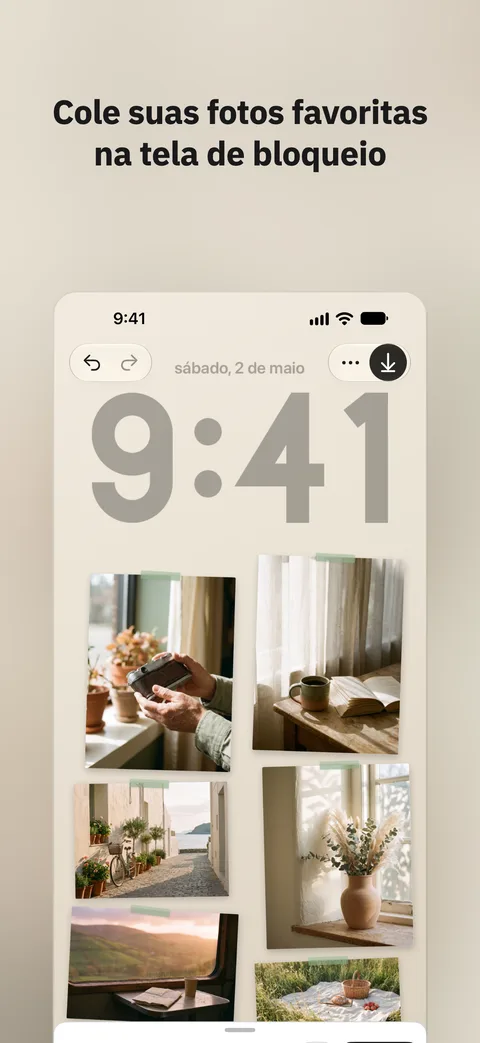 Cole suas fotos favoritas
na tela de bloqueio
9:41
sábado, 2 de maio
9:41